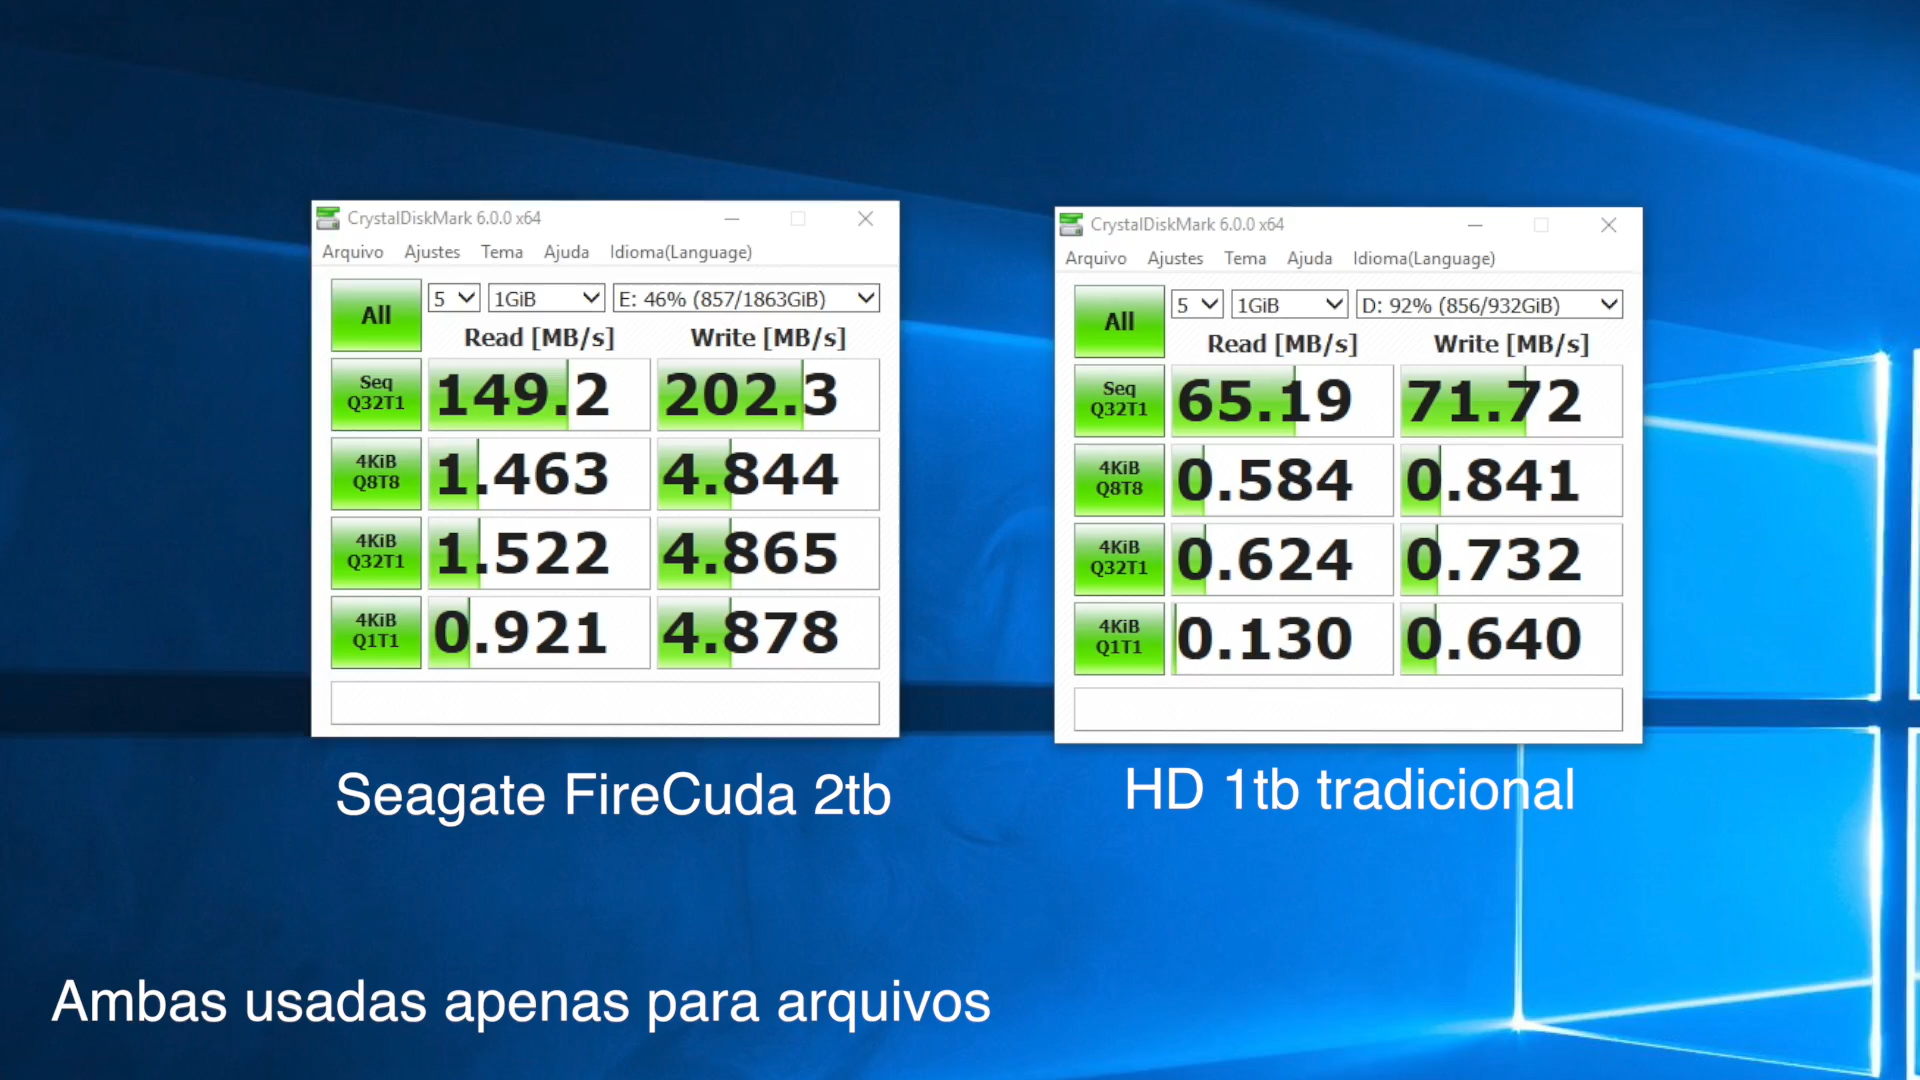 CrystalDiskMark 6.0.0 x64
Arquivo Ajustes Tema Ajuda Idioma(Language)
All 5 1GiB E: 46% (857/1863GiB)
Read [MB/s] Write [MB/s]
Seq Q32T1 149.2 202.3
4KiB Q8T8 1.463 4.844
4KiB Q32T1 1.522 4.865
4KiB Q1T1 0.921 4.878
Seagate FireCuda 2tb
CrystalDiskMark 6.0.0 x64
Arquivo Ajustes Tema Ajuda Idioma(Language)
All 5 1GiB D: 92% (856/932GiB)
Read [MB/s] Write [MB/s]
Seq Q32T1 65.19 71.72
4KiB Q8T8 0.584 0.841
4KiB Q32T1 0.624 0.732
4KiB Q1T1 0.130 0.640
HD 1tb tradicional
Ambas usadas apenas para arquivos